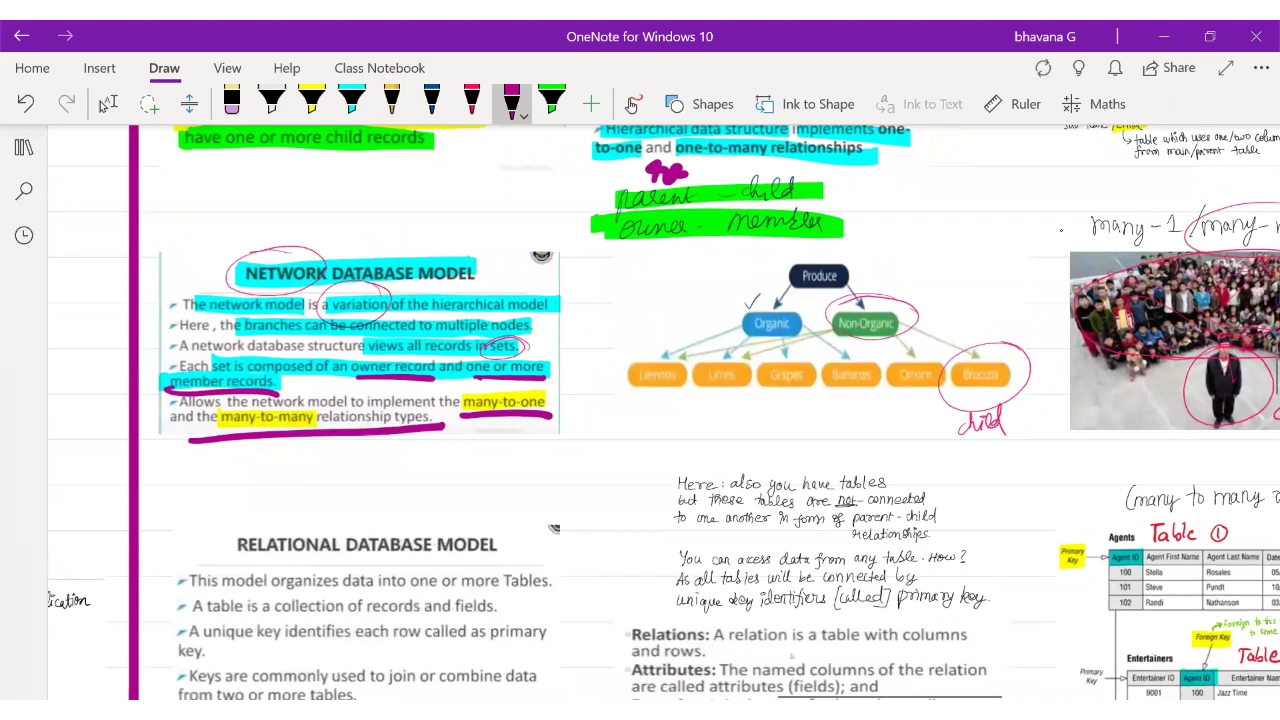 OneNote for Windows 10
bhavana G
Home Insert Draw View Help Class Notebook
Share
Shapes
Ink to Shape
Ink to Text
Ruler
Maths
have one or more child records
Hierarchical data structure implements one-
to-one and one-to-many relationships
parent - child
owner - member
table which uses one/two colum
from main/parent table
many-1 /many-
NETWORK DATABASE MODEL
The network model is a variation of the hierarchical model
Here , the branches can be connected to multiple nodes.
A network database structure views all records in sets.
Each set is composed of an owner record and one or more
member records.
Allows the network model to implement the many-to-one
and the many-to-many relationship types.
Produce
Organic
Non-Organic
Lemons
Limes
Grapes
Bananas
Onions
Broccoli
child
Here: also you have tables
but these tables are not connected
to one another in form of parent-child
relationships.
You can acess data from any table. How?
As all tables will be connected by
unique key identifiers [called] primary key.
RELATIONAL DATABASE MODEL
This model organizes data into one or more Tables.
A table is a collection of records and fields.
A unique key identifies each row called as primary
key.
Keys are commonly used to join or combine data
from two or more tables.
Relations: A relation is a table with columns
and rows.
Attributes: The named columns of the relation
are called attributes (fields); and
(many to many
Agents Table ①
Primary
Key
Agent ID Agent First Name Agent Last Name
100 Stella Rosales 05
101 Steve Pundt 10
102 Randi Nathanson 03
Foreign to this
to some
Foreign Key
Entertainers Table
Primary
Key
Entertainer ID Agent ID Entertainer Na
9001 100 Jazz Time